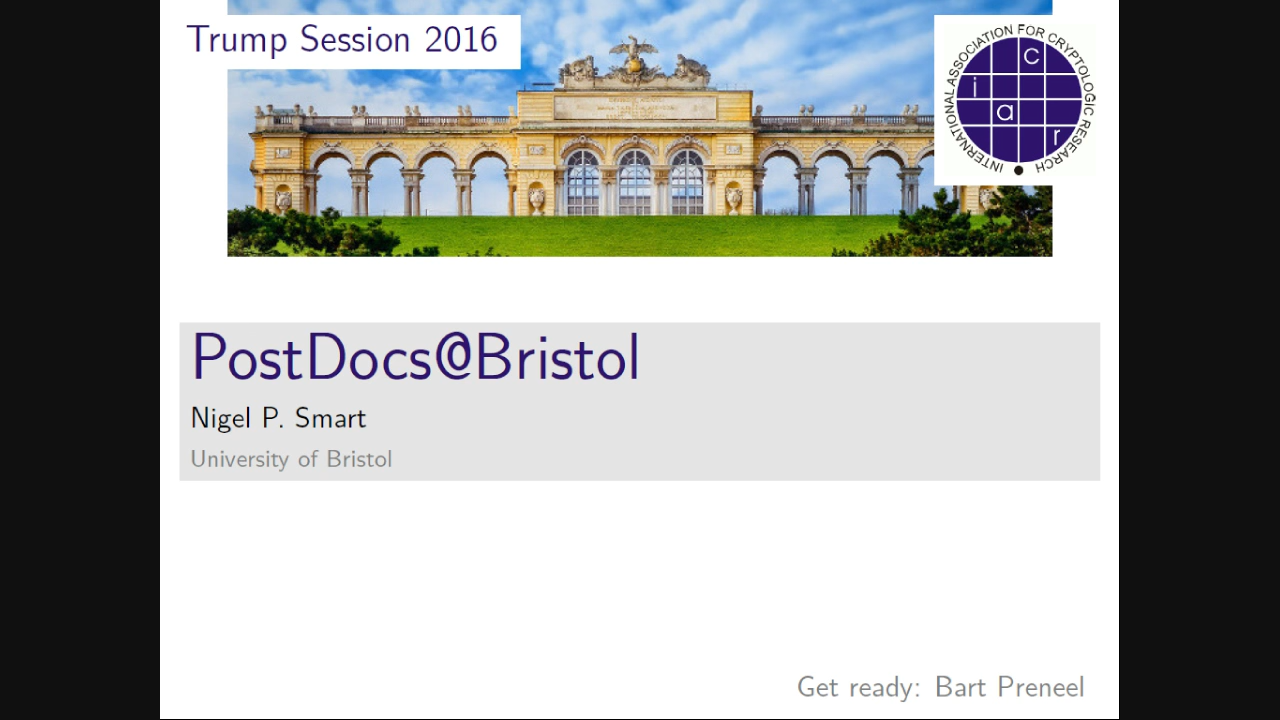 Trump Session 2016
INTERNATIONAL ASSOCIATION FOR CRYPTOLOGIC RESEARCH
c
i
a
r
PostDocs@Bristol
Nigel P. Smart
University of Bristol
Get ready: Bart Preneel